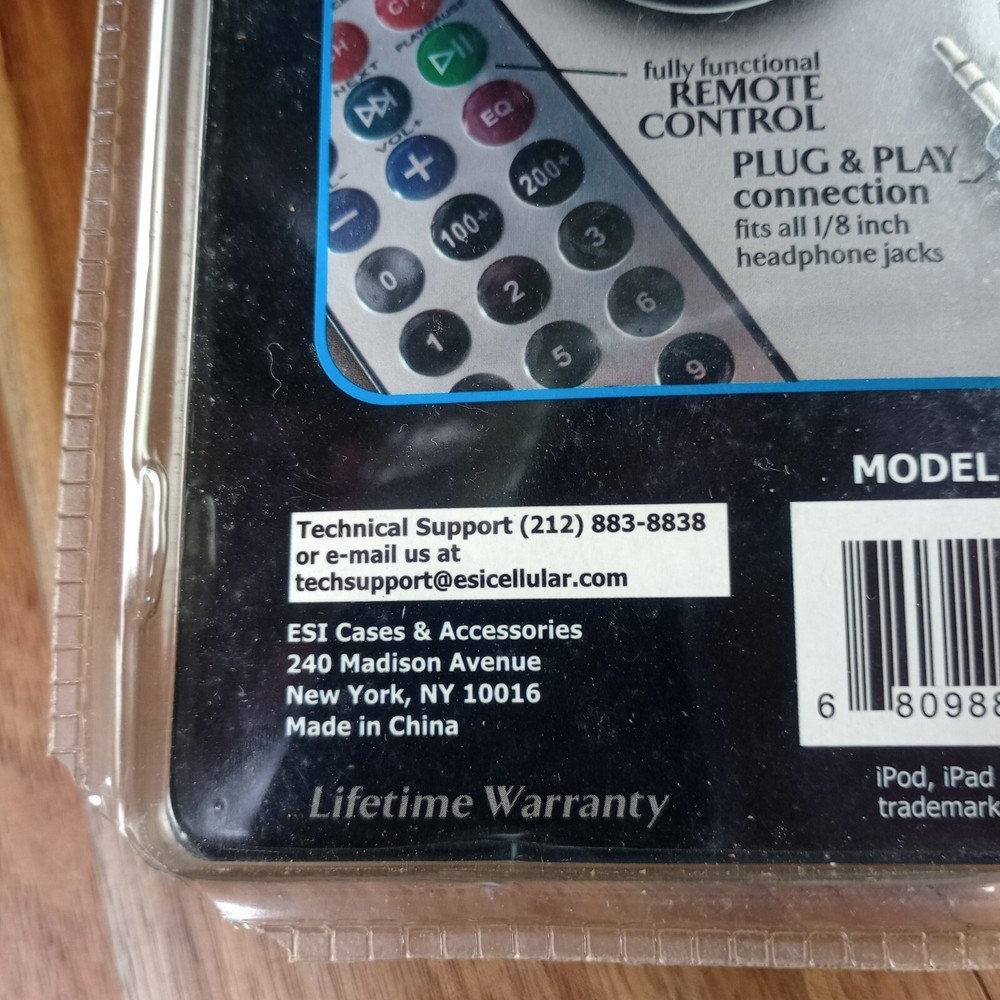 CH
PLAY/PAUSE
NEXT
EQ
VOL+
+
200+
100+
3
0
2
6
1
5
9
fully functional
REMOTE
CONTROL
PLUG & PLAY
connection
fits all 1/8 inch
headphone jacks
MODEL
Technical Support (212) 883-8838
or e-mail us at
techsupport@esicellular.com
ESI Cases & Accessories
240 Madison Avenue
New York, NY 10016
Made in China
Lifetime Warranty
6 80988
iPod, iPad
trademark